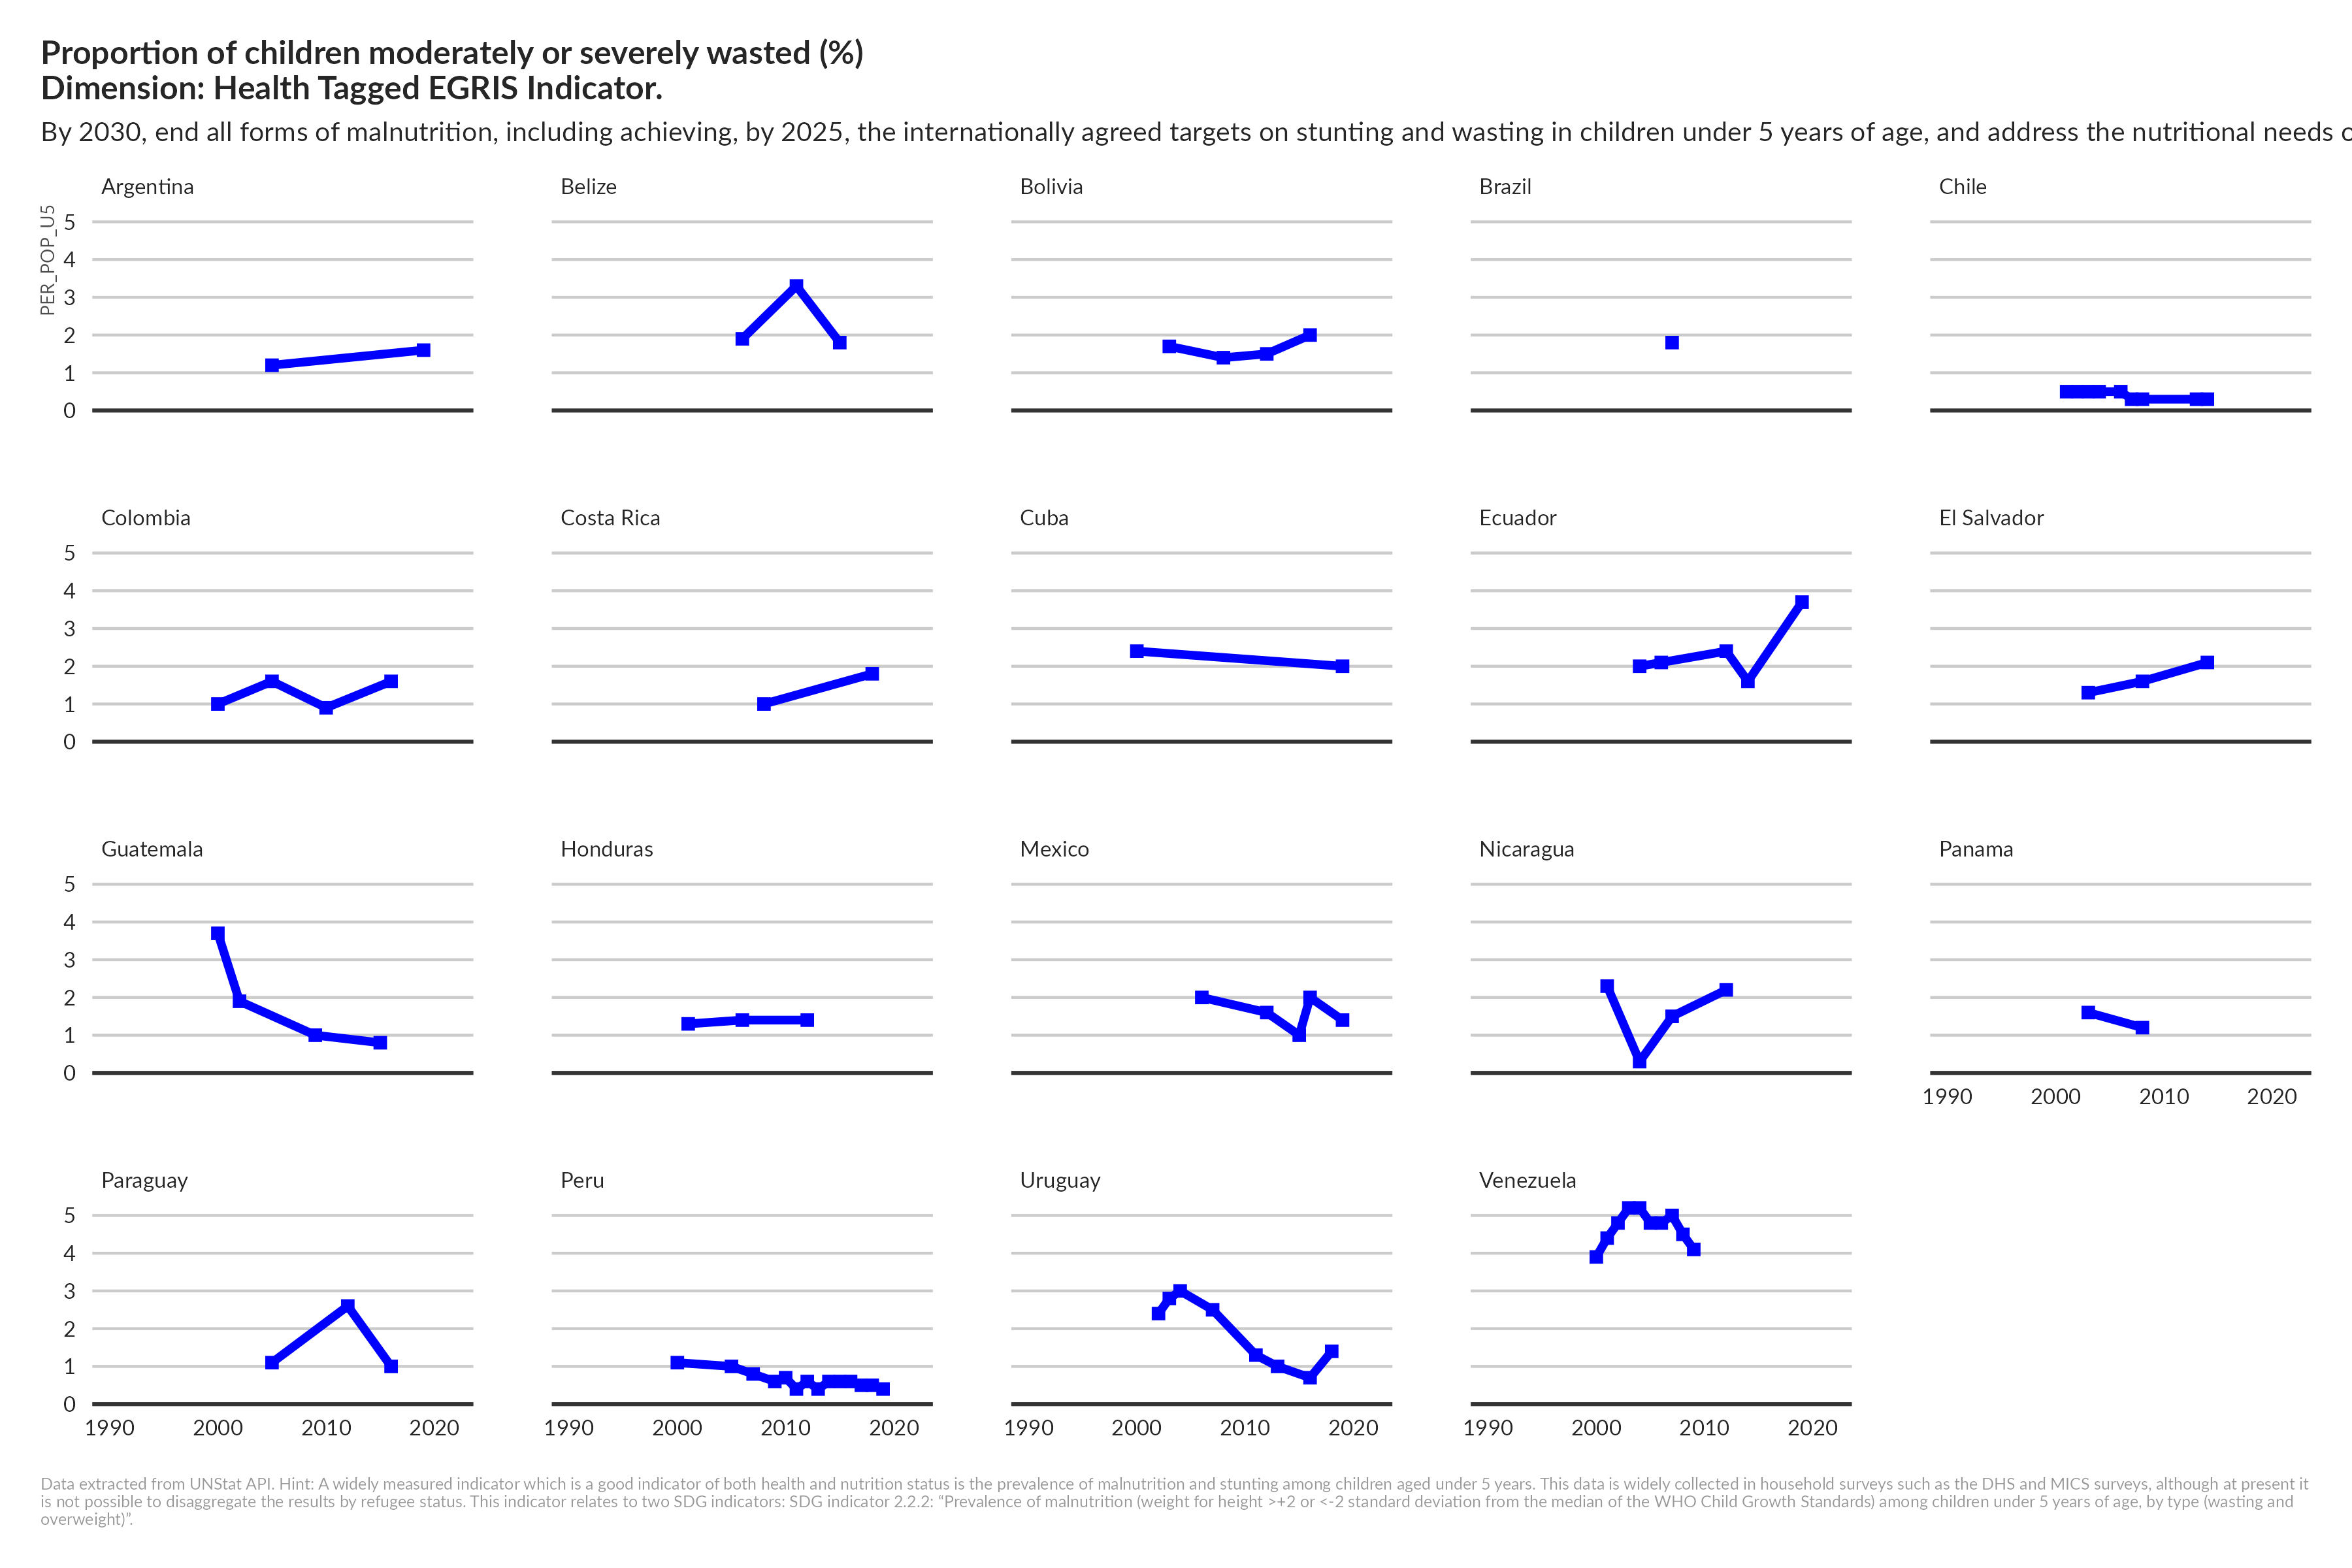 Proportion of children moderately or severely wasted (%)
Dimension: Health Tagged EGRIS Indicator.
By 2030, end all forms of malnutrition, including achieving, by 2025, the internationally agreed targets on stunting and wasting in children under 5 years of age, and address the nutritional needs
Argentina
Belize
Bolivia
Brazil
Chile
PER_POP_U5
5
4
3
2
1
0
Colombia
Costa Rica
Cuba
Ecuador
El Salvador
5
4
3
2
1
0
Guatemala
Honduras
Mexico
Nicaragua
Panama
5
4
3
2
1
0
1990 2000 2010 2020
Paraguay
Peru
Uruguay
Venezuela
5
4
3
2
1
0
1990 2000 2010 2020
1990 2000 2010 2020
1990 2000 2010 2020
1990 2000 2010 2020
Data extracted from UNStat API. Hint: A widely measured indicator which is a good indicator of both health and nutrition status is the prevalence of malnutrition and stunting among children aged under 5 years. This data is widely collected in household surveys such as the DHS and MICS surveys, although at present it
is not possible to disaggregate the results by refugee status. This indicator relates to two SDG indicators: SDG indicator 2.2.2: “Prevalence of malnutrition (weight for height >+2 or <-2 standard deviation from the median of the WHO Child Growth Standards) among children under 5 years of age, by type (wasting and
overweight)”.